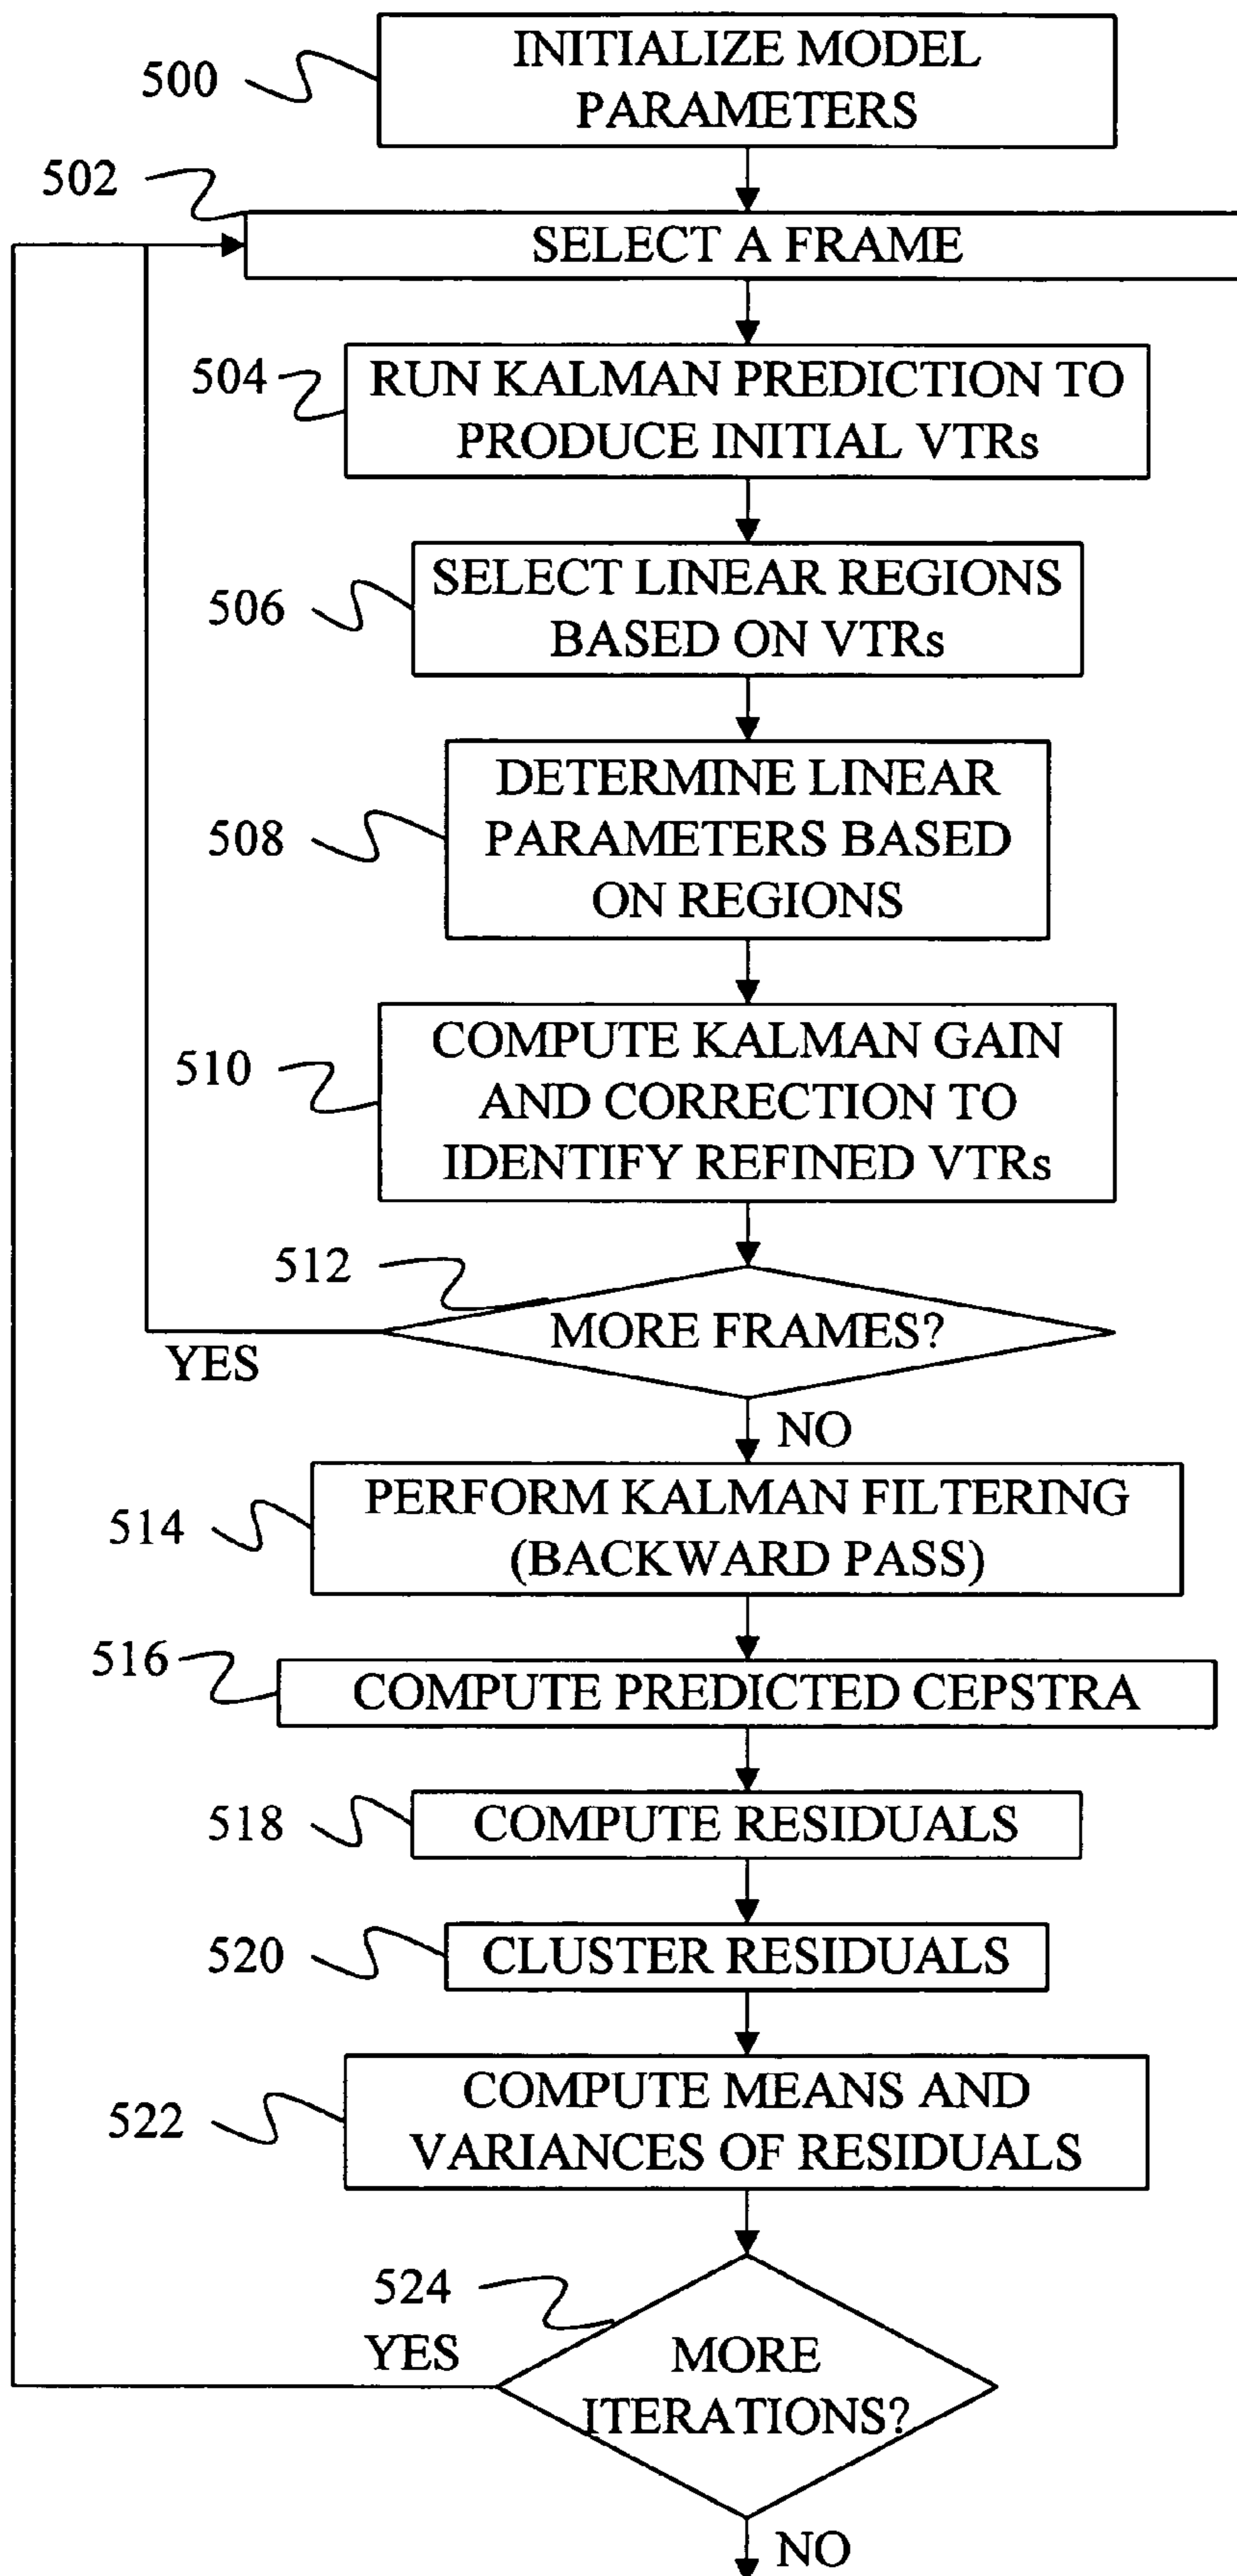 INITIALIZE MODEL
PARAMETERS
500
502
SELECT A FRAME
504
RUN KALMAN PREDICTION TO
PRODUCE INITIAL VTRs
SELECT LINEAR REGIONS
BASED ON VTRs
506
DETERMINE LINEAR
PARAMETERS BASED
ON REGIONS
508
COMPUTE KALMAN GAIN
AND CORRECTION TO
IDENTIFY REFINED VTRs
510
512
MORE FRAMES?
YES
NO
PERFORM KALMAN FILTERING
(BACKWARD PASS)
514
516
COMPUTE PREDICTED CEPSTRA
518
COMPUTE RESIDUALS
520
CLUSTER RESIDUALS
COMPUTE MEANS AND
VARIANCES OF RESIDUALS
522
524
YES
MORE
ITERATIONS?
NO